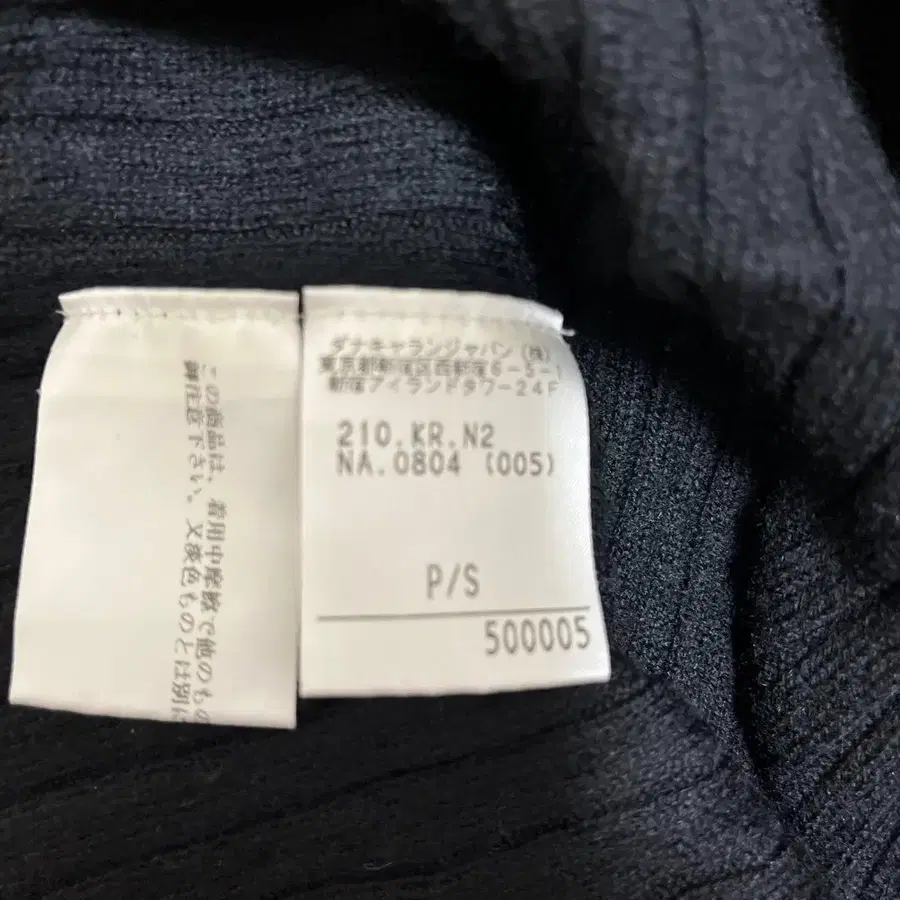 ダナキャランジャパン(株)
東京都新宿区西新宿6-5-1
新宿アイランドタワー24F
210.KR.N2
NA.0804 (005)
P/S
500005
この商品は、着用中摩擦で他のもの
御注意下さい。又淡色ものとは別に